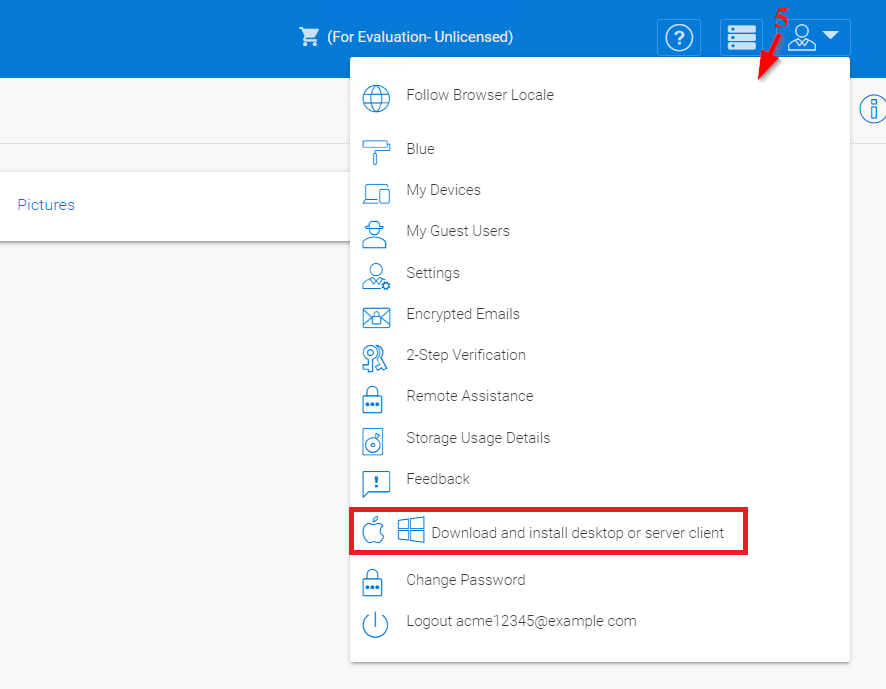 5
(For Evaluation- Unlicensed)
Follow Browser Locale
Blue
My Devices
Pictures
My Guest Users
Settings
Encrypted Emails
2-Step Verification
Remote Assistance
Storage Usage Details
Feedback
Download and install desktop or server client
Change Password
Logout acme12345@example com